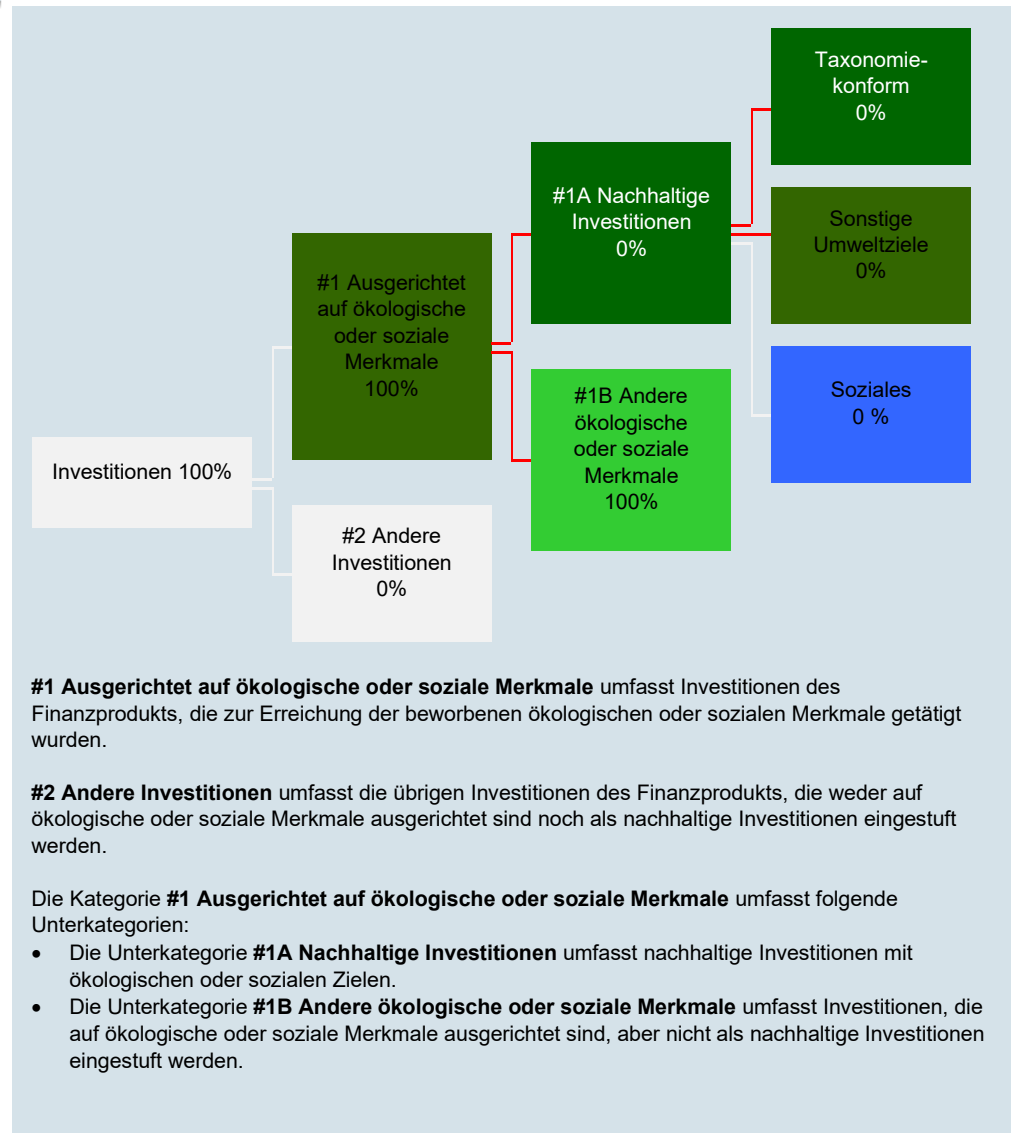 Investitionen 100%
#1 Ausgerichtet
auf ökologische
oder soziale
Merkmale
100%
#2 Andere
Investitionen
0%
#1A Nachhaltige
Investitionen
0%
#1B Andere
ökologische
oder soziale
Merkmale
100%
Taxonomie-
konform
0%
Sonstige
Umweltziele
0%
Soziales
0 %
#1 Ausgerichtet auf ökologische oder soziale Merkmale umfasst Investitionen des
Finanzprodukts, die zur Erreichung der beworbenen ökologischen oder sozialen Merkmale getätigt
wurden.
#2 Andere Investitionen umfasst die übrigen Investitionen des Finanzprodukts, die weder auf
ökologische oder soziale Merkmale ausgerichtet sind noch als nachhaltige Investitionen eingestuft
werden.
Die Kategorie #1 Ausgerichtet auf ökologische oder soziale Merkmale umfasst folgende
Unterkategorien:
• Die Unterkategorie #1A Nachhaltige Investitionen umfasst nachhaltige Investitionen mit
ökologischen oder sozialen Zielen.
• Die Unterkategorie #1B Andere ökologische oder soziale Merkmale umfasst Investitionen, die
auf ökologische oder soziale Merkmale ausgerichtet sind, aber nicht als nachhaltige Investitionen
eingestuft werden.